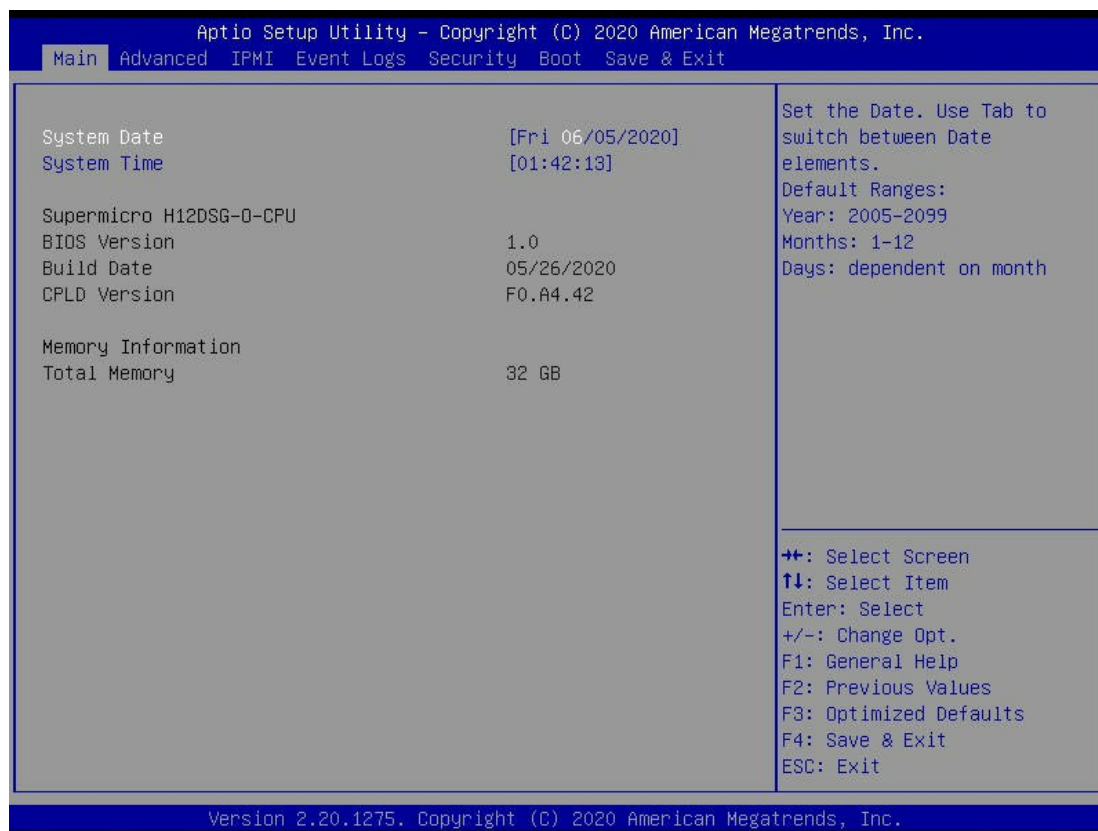 Aptio Setup Utility – Copyright (C) 2020 American Megatrends, Inc.
Main Advanced IPMI Event Logs Security Boot Save & Exit
System Date [Fri 06/05/2020]
System Time [01:42:13]
Supermicro H12DSG-O-CPU
BIOS Version 1.0
Build Date 05/26/2020
CPLD Version F0.A4.42
Memory Information
Total Memory 32 GB
Set the Date. Use Tab to
switch between Date
elements.
Default Ranges:
Year: 2005-2099
Months: 1-12
Days: dependent on month
→←: Select Screen
↑↓: Select Item
Enter: Select
+/-: Change Opt.
F1: General Help
F2: Previous Values
F3: Optimized Defaults
F4: Save & Exit
ESC: Exit
Version 2.20.1275. Copyright (C) 2020 American Megatrends, Inc.